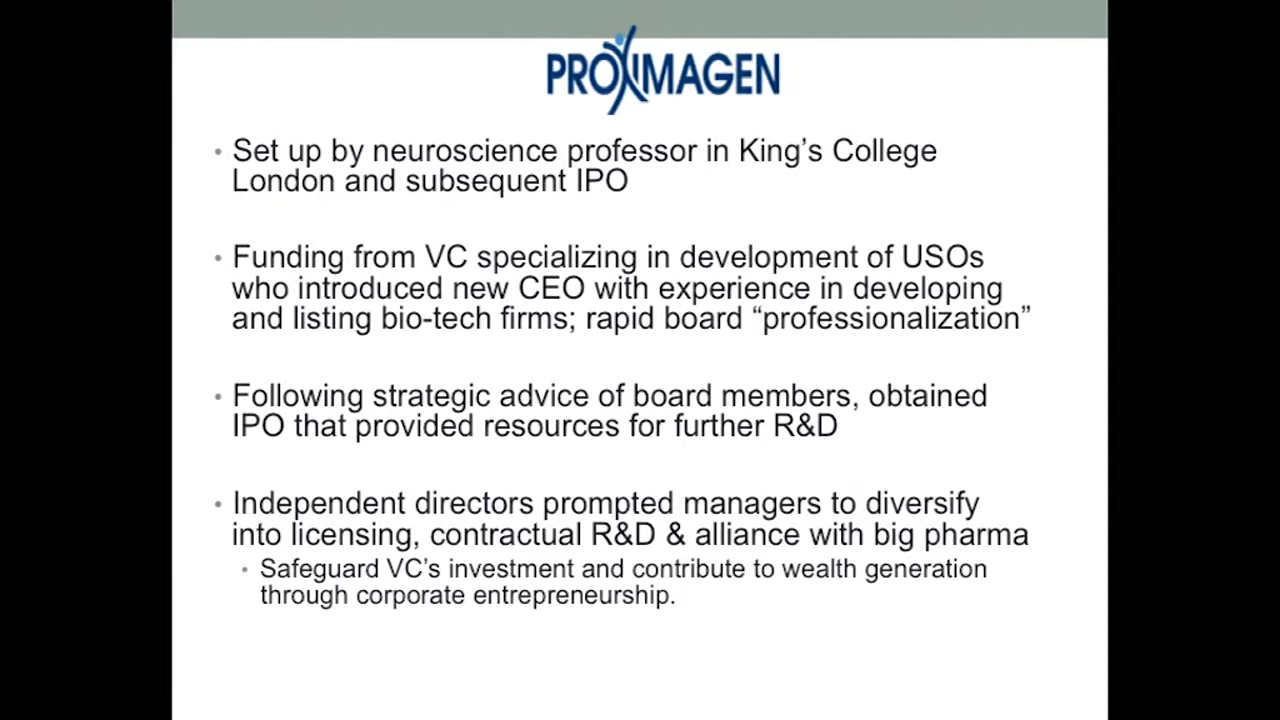 PROXIMAGEN
• Set up by neuroscience professor in King’s College
London and subsequent IPO
• Funding from VC specializing in development of USOs
who introduced new CEO with experience in developing
and listing bio-tech firms; rapid board “professionalization”
• Following strategic advice of board members, obtained
IPO that provided resources for further R&D
• Independent directors prompted managers to diversify
into licensing, contractual R&D & alliance with big pharma
• Safeguard VC’s investment and contribute to wealth generation
through corporate entrepreneurship.